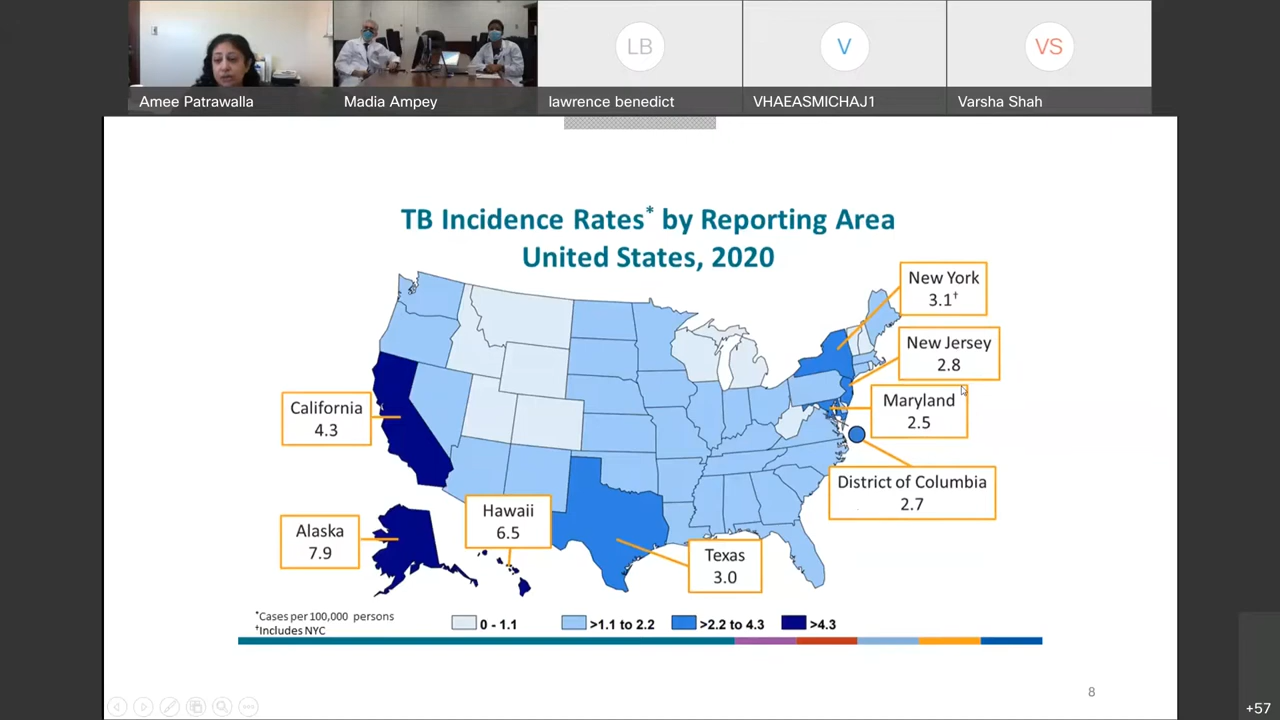 LB
V
VS
Amee Patrawalla
Madia Ampey
lawrence benedict
VHAEASMICHAJ1
Varsha Shah
TB Incidence Rates* by Reporting Area
United States, 2020
New York
3.1†
New Jersey
2.8
Maryland
2.5
California
4.3
District of Columbia
2.7
Hawaii
6.5
Alaska
7.9
Texas
3.0
*Cases per 100,000 persons
†Includes NYC
0 - 1.1
>1.1 to 2.2
>2.2 to 4.3
>4.3
8
+57